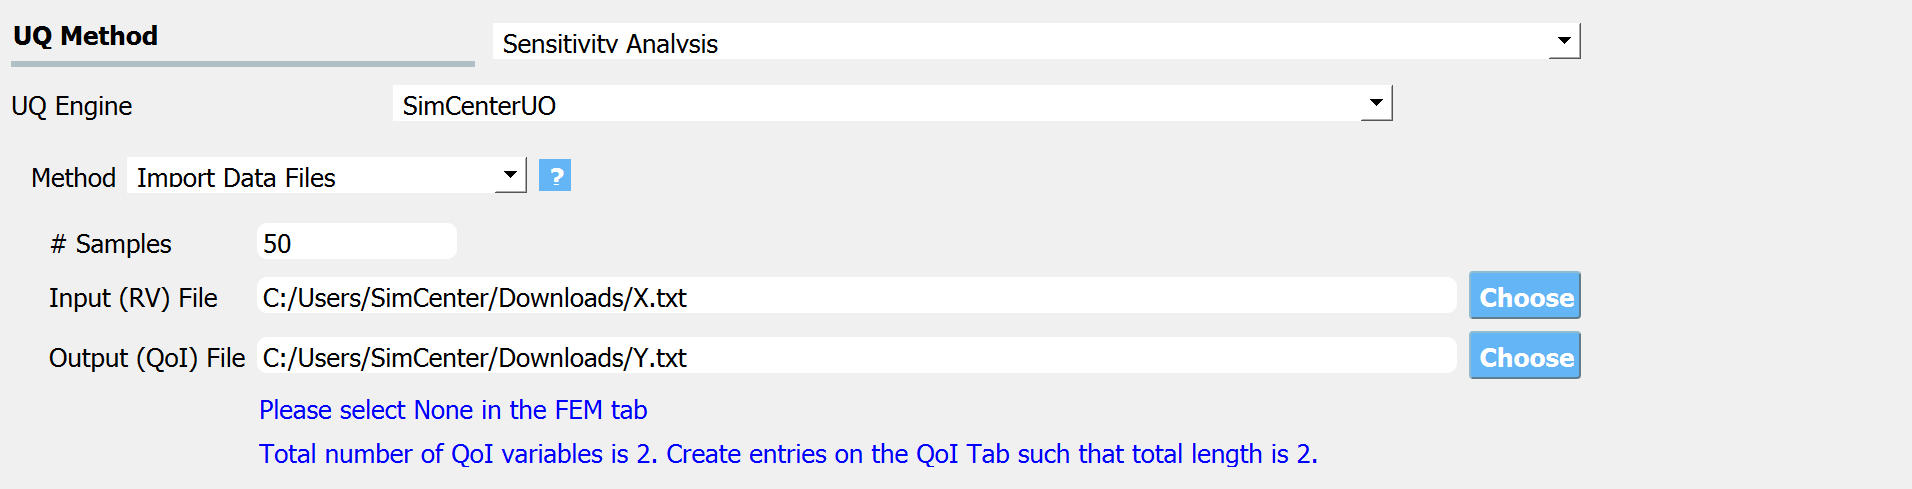 UQ Method
Sensitivity Analysis
UQ Engine
SimCenterUQ
Method
Import Data Files
?
# Samples
50
Input (RV) File
C:/Users/SimCenter/Downloads/X.txt
Choose
Output (QoI) File
C:/Users/SimCenter/Downloads/Y.txt
Choose
Please select None in the FEM tab
Total number of QoI variables is 2. Create entries on the QoI Tab such that total length is 2.